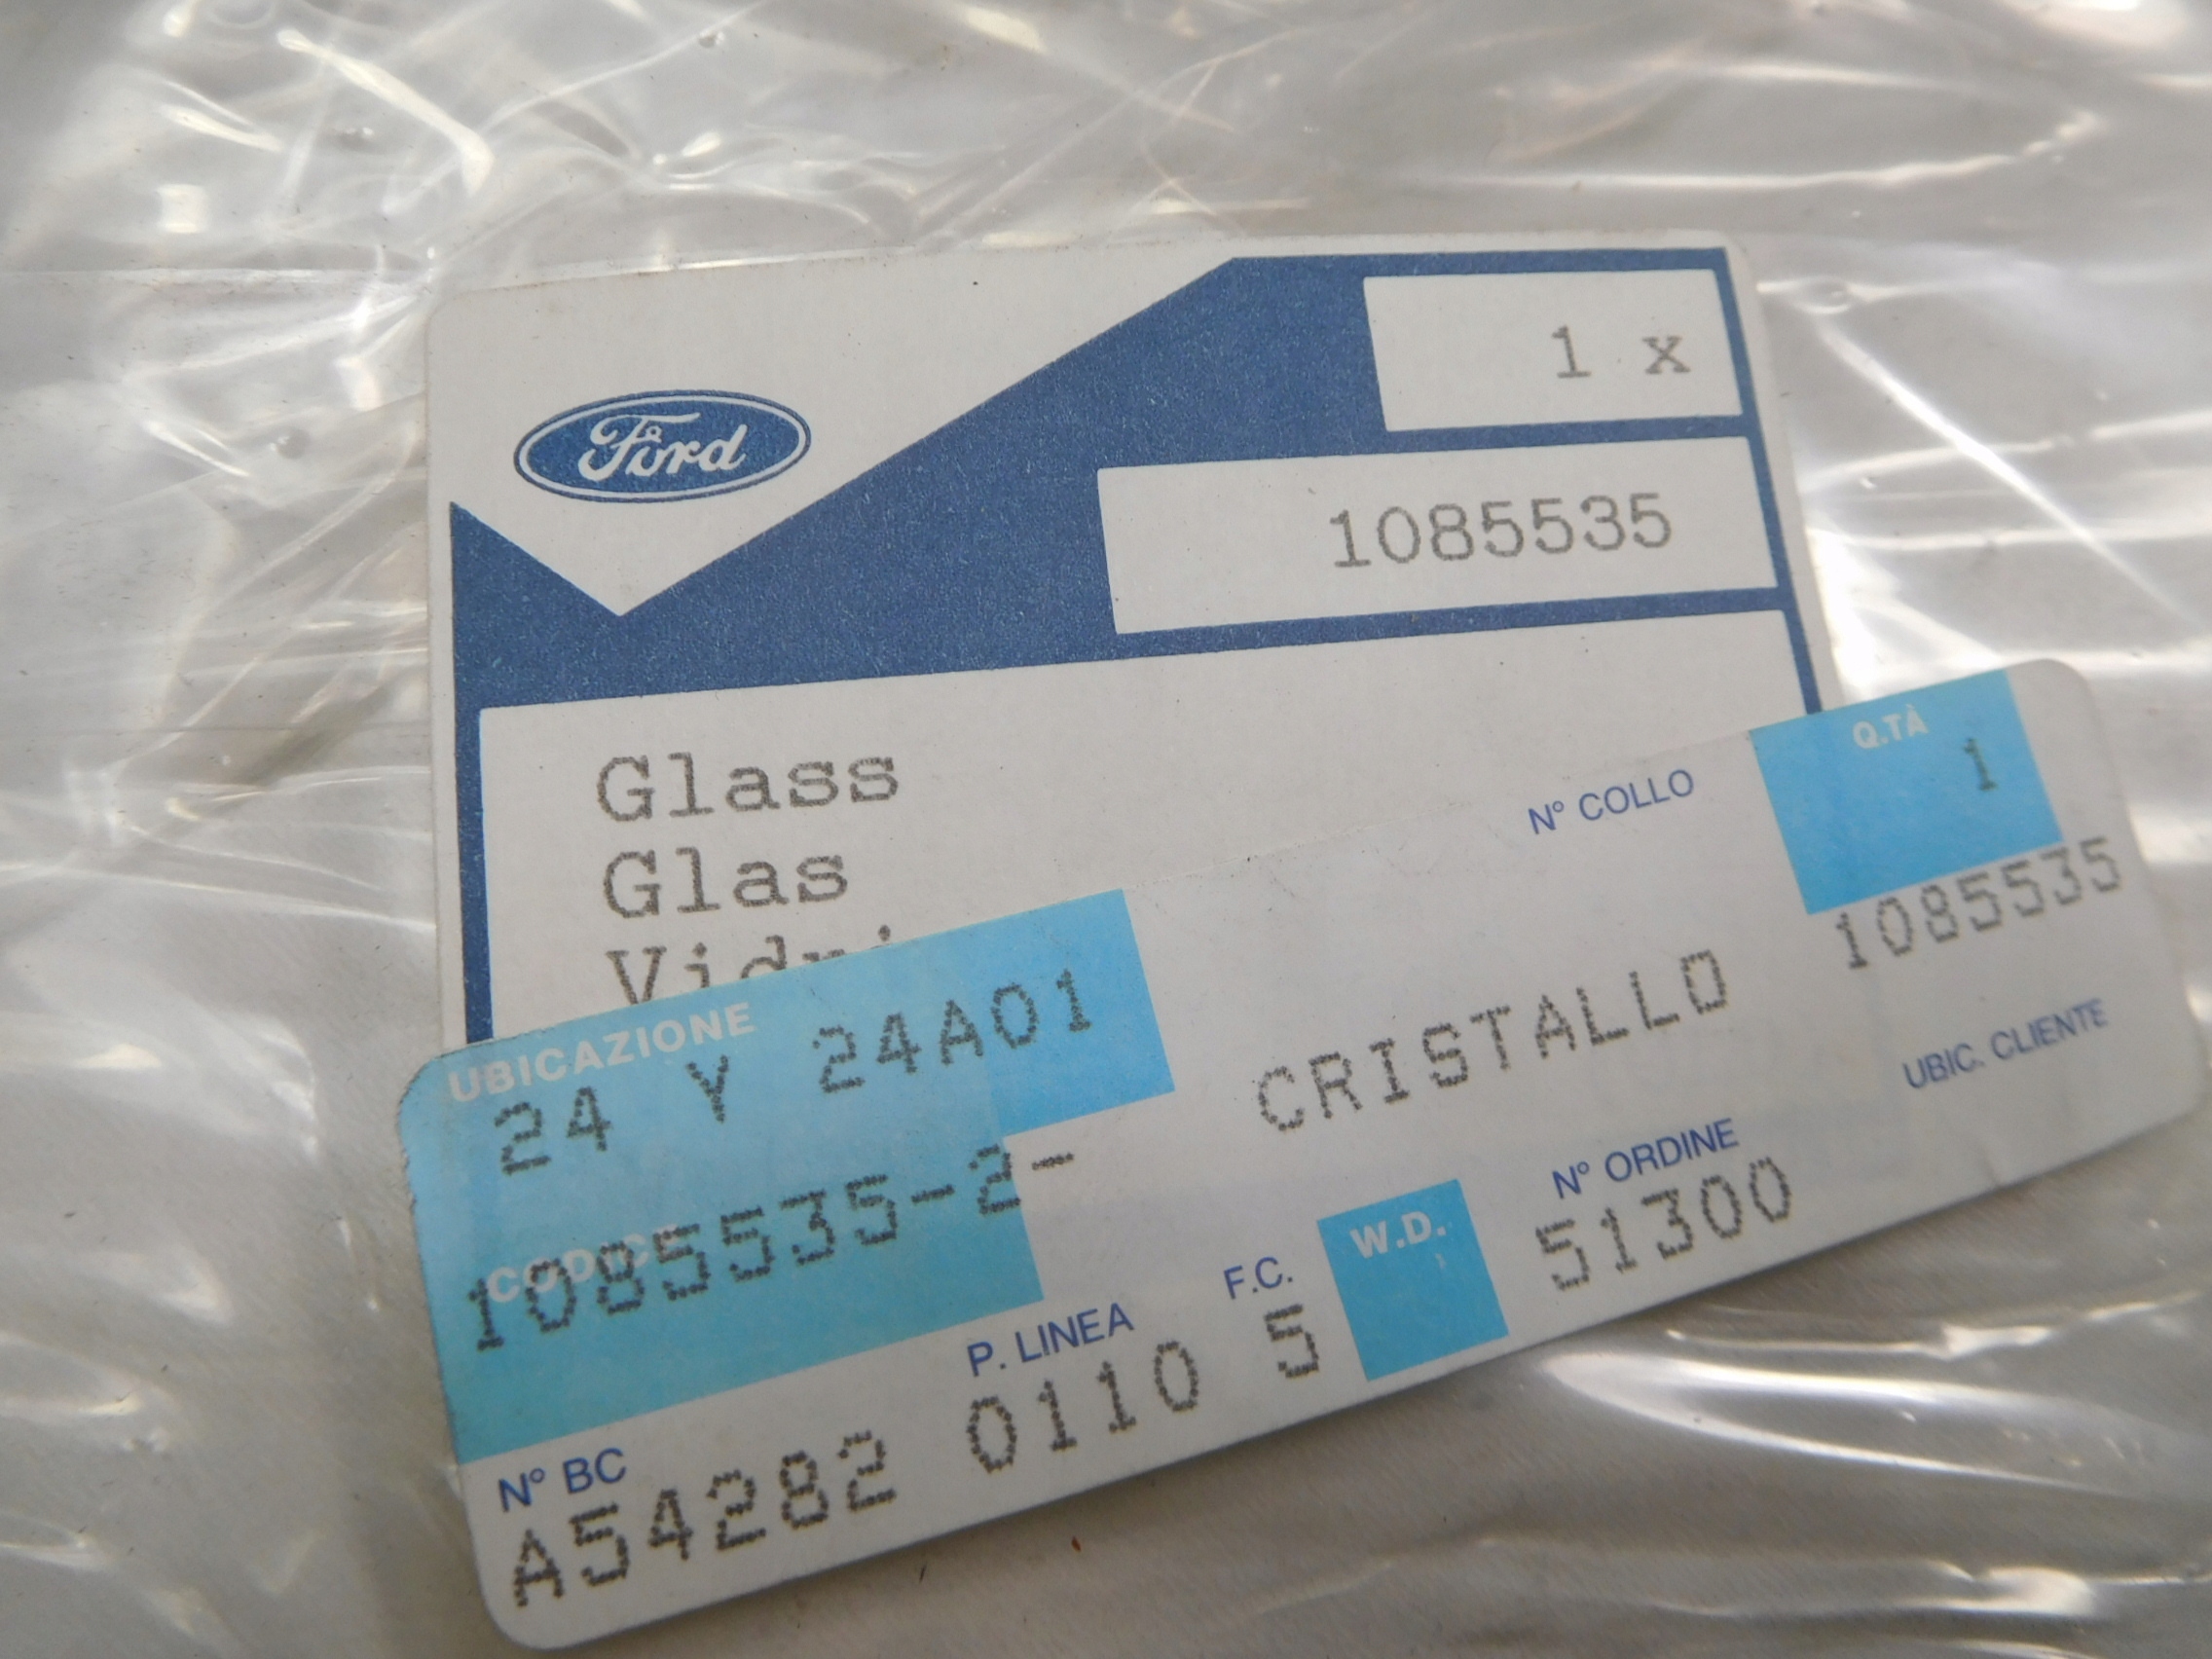 Ford
1 x
1085535
Glass
Glas
Q.TÀ
1
N° COLLO
1085535
UBICAZIONE
24 Y 24A01
CRISTALLO
UBIC. CLIENTE
CODICE
1085535-2-
N° ORDINE
51300
W.D.
F.C.
5
P. LINEA
0110
N° BC
A54282